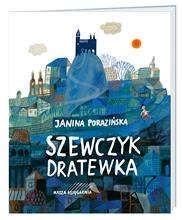 JANINA PORAZIŃSKA
SZEWCZYK
DRATEWKA
NASZA KSIĘGARNIA